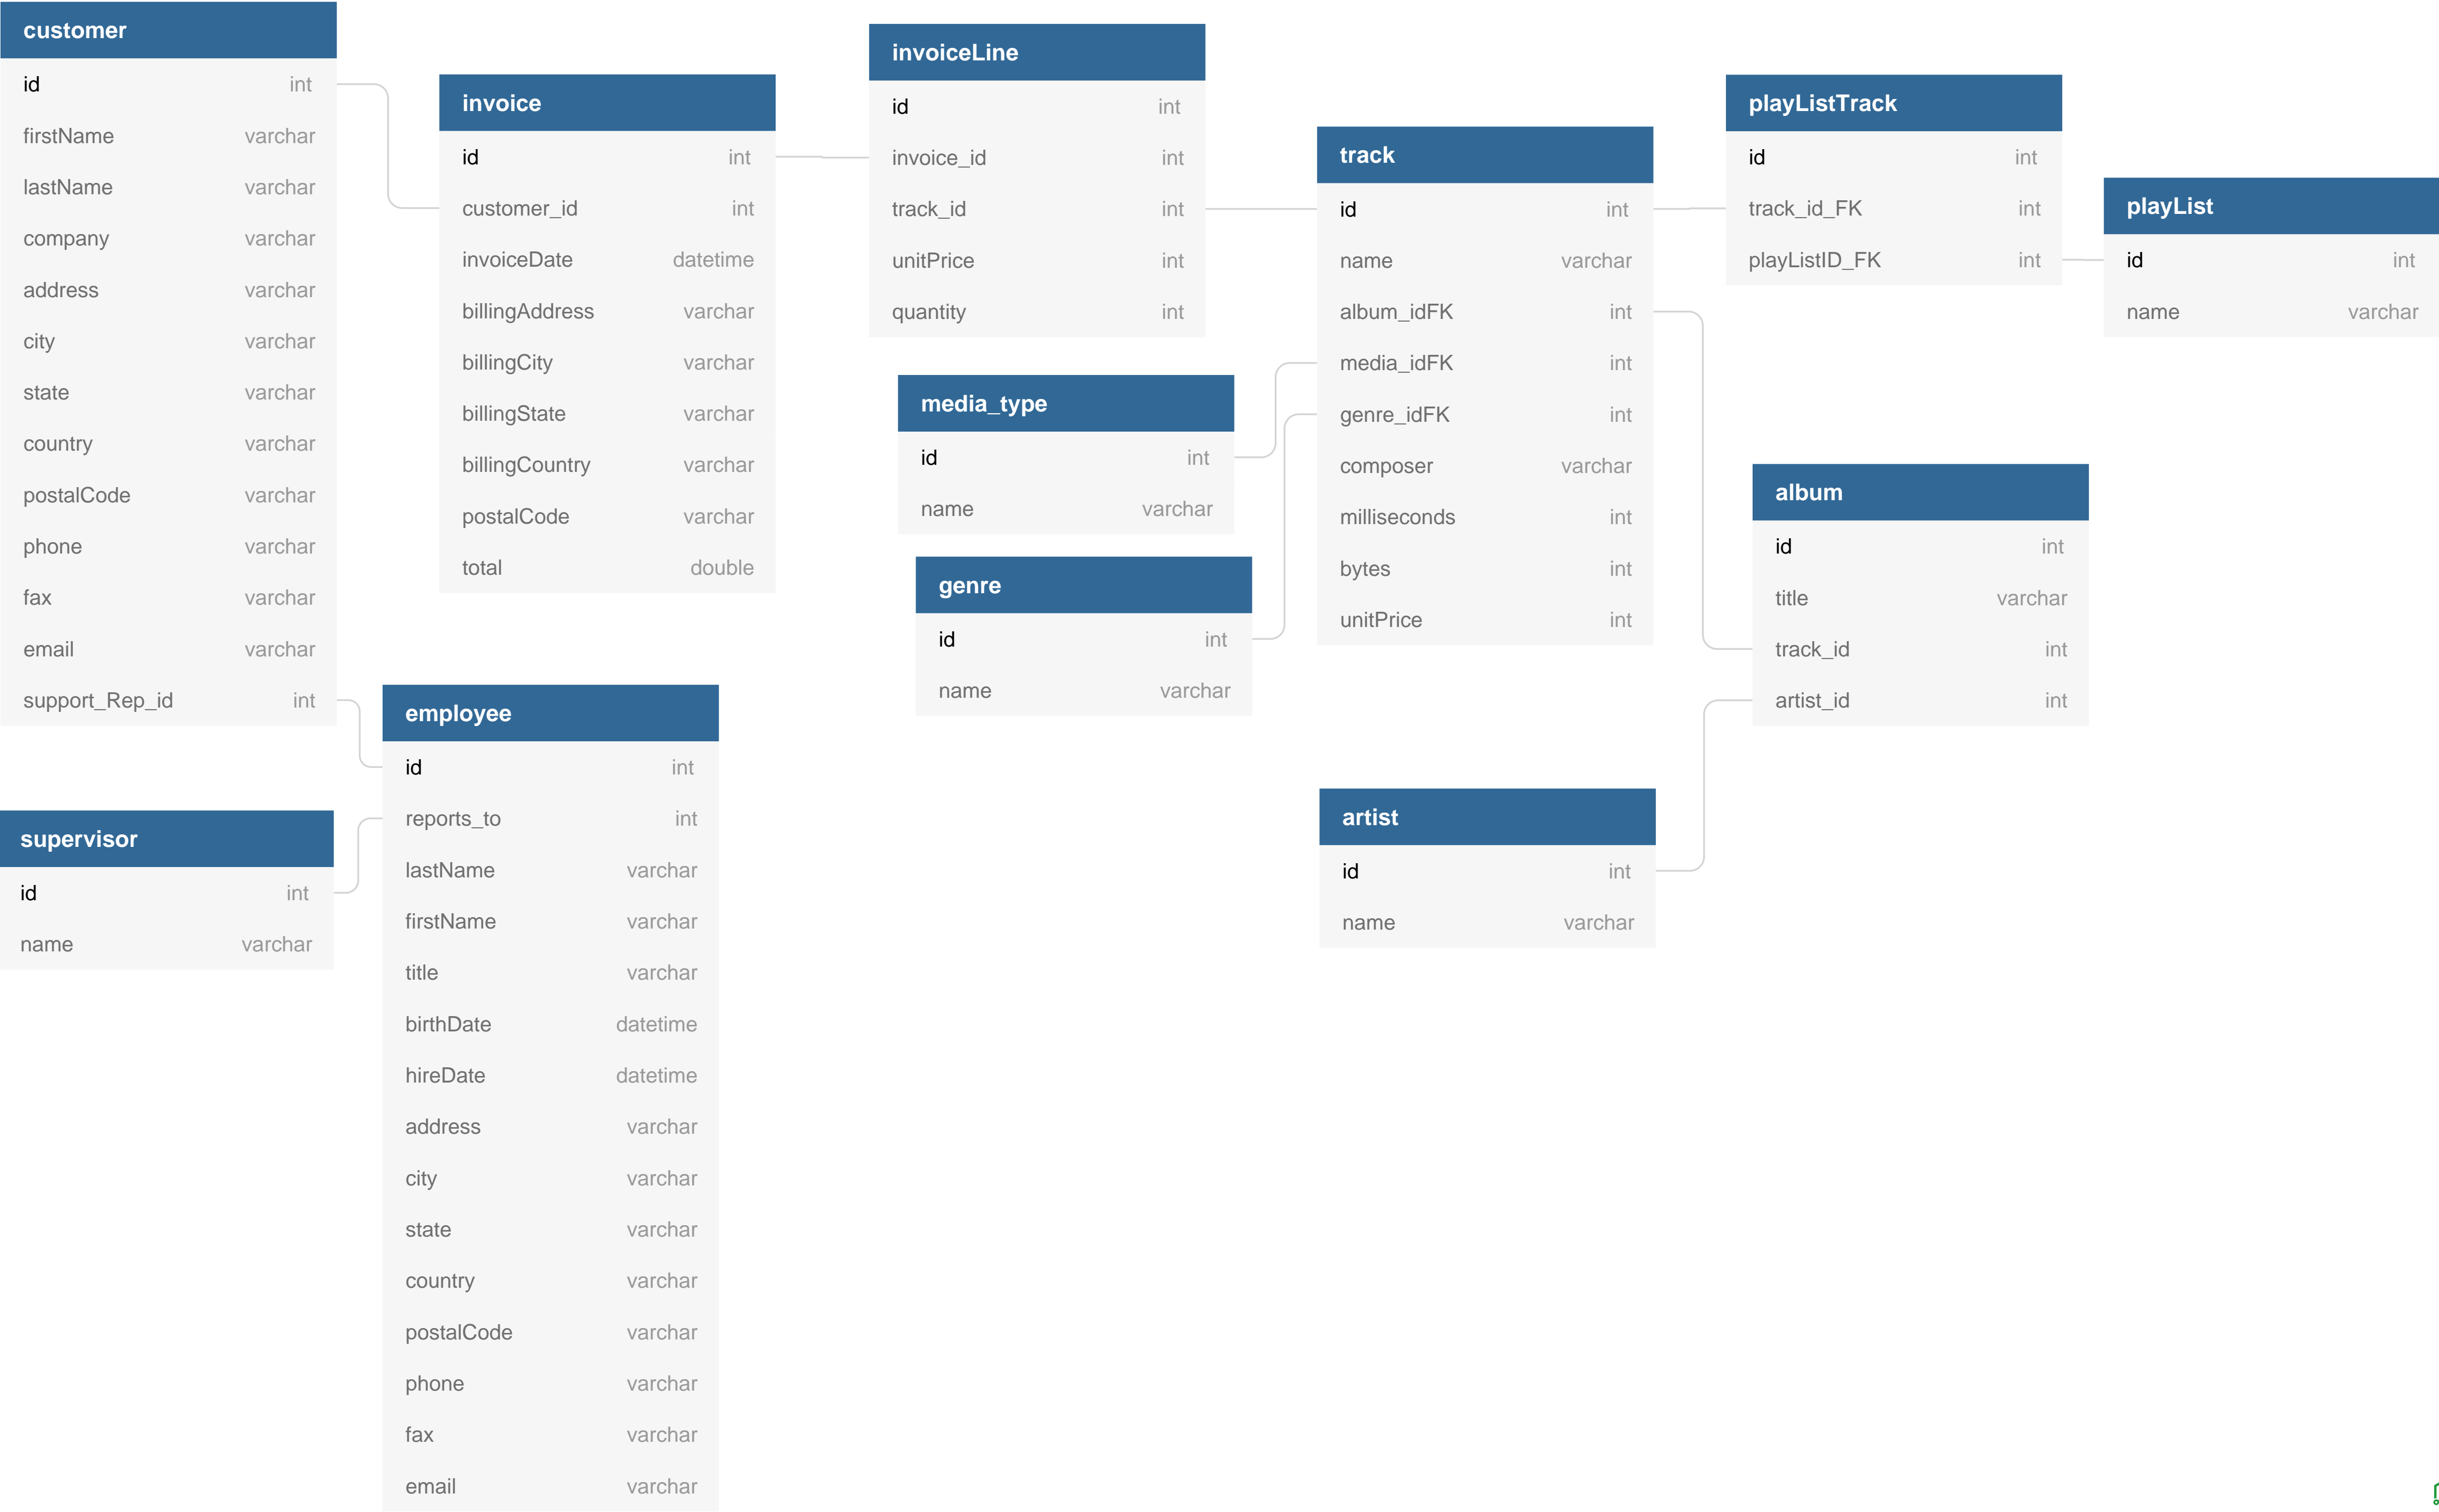 customer
id int
firstName varchar
lastName varchar
company varchar
address varchar
city varchar
state varchar
country varchar
postalCode varchar
phone varchar
fax varchar
email varchar
support_Rep_id int
invoice
id int
customer_id int
invoiceDate datetime
billingAddress varchar
billingCity varchar
billingState varchar
billingCountry varchar
postalCode varchar
total double
invoiceLine
id int
invoice_id int
track_id int
unitPrice int
quantity int
track
id int
name varchar
album_idFK int
media_idFK int
genre_idFK int
composer varchar
milliseconds int
bytes int
unitPrice int
playListTrack
id int
track_id_FK int
playListID_FK int
playList
id int
name varchar
media_type
id int
name varchar
genre
id int
name varchar
album
id int
title varchar
track_id int
artist_id int
artist
id int
name varchar
employee
id int
reports_to int
lastName varchar
firstName varchar
title varchar
birthDate datetime
hireDate datetime
address varchar
city varchar
state varchar
country varchar
postalCode varchar
phone varchar
fax varchar
email varchar
supervisor
id int
name varchar